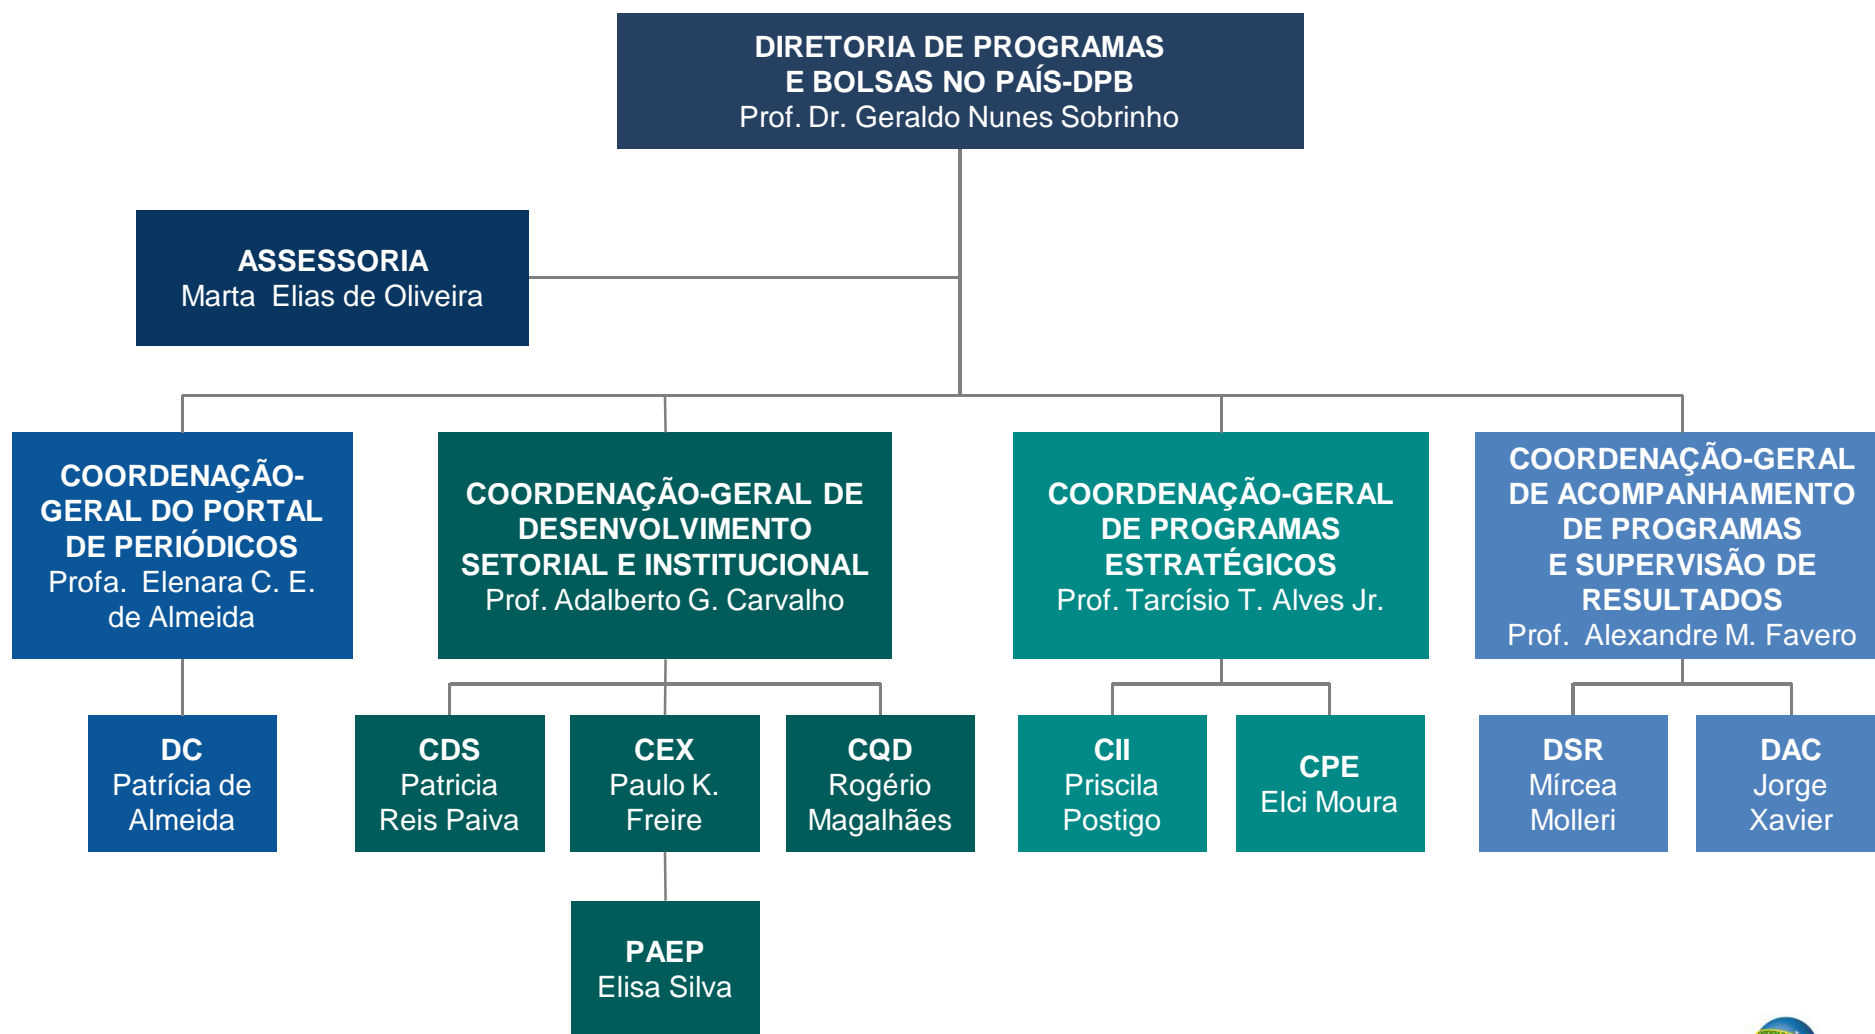 DIRETORIA DE PROGRAMAS
E BOLSAS NO PAÍS-DPB
Prof. Dr. Geraldo Nunes Sobrinho
ASSESSORIA
Marta Elias de Oliveira
COORDENAÇÃO-
GERAL DO PORTAL
DE PERIÓDICOS
Profa. Elenara C. E.
de Almeida
COORDENAÇÃO-GERAL DE
DESENVOLVIMENTO
SETORIAL E INSTITUCIONAL
Prof. Adalberto G. Carvalho
COORDENAÇÃO-GERAL
DE PROGRAMAS
ESTRATÉGICOS
Prof. Tarcísio T. Alves Jr.
COORDENAÇÃO-GERAL
DE ACOMPANHAMENTO
DE PROGRAMAS
E SUPERVISÃO DE
RESULTADOS
Prof. Alexandre M. Favero
DC
Patrícia de
Almeida
CDS
Patricia
Reis Paiva
CEX
Paulo K.
Freire
CQD
Rogério
Magalhães
CII
Priscila
Postigo
CPE
Elci Moura
DSR
Mírcea
Molleri
DAC
Jorge
Xavier
PAEP
Elisa Silva